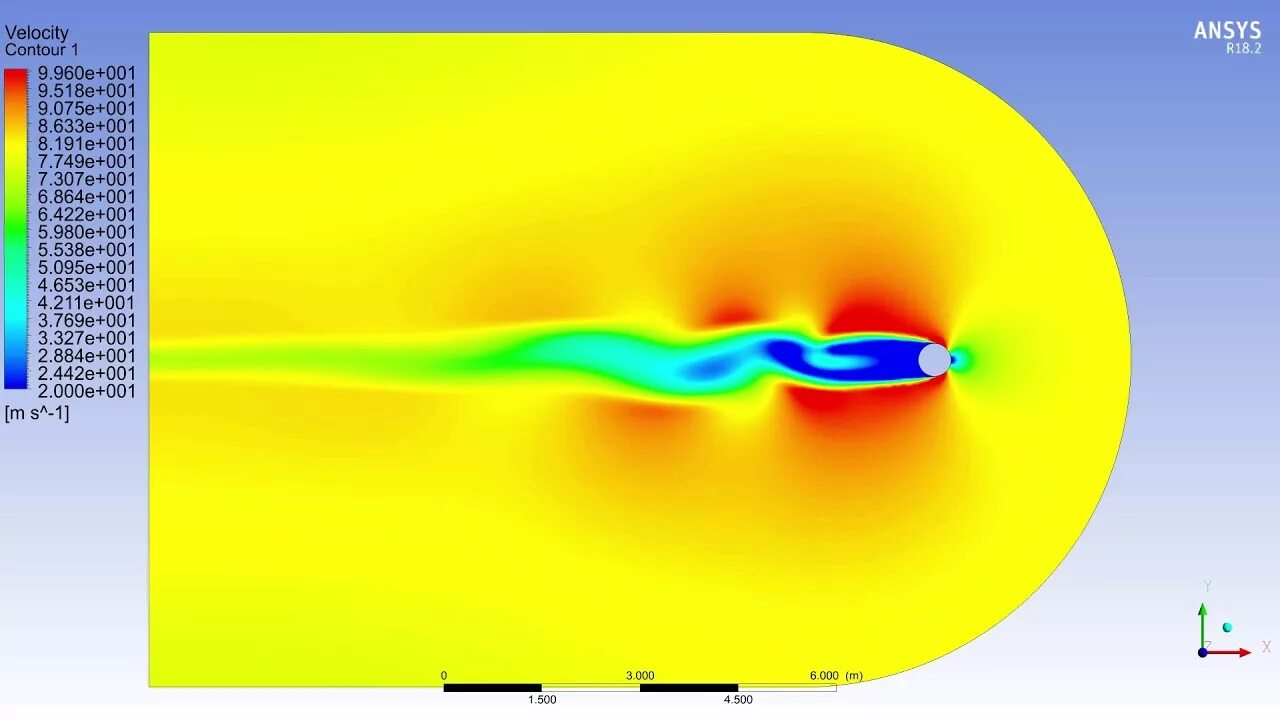 Velocity
Contour 1
9.960e+001
9.518e+001
9.075e+001
8.633e+001
8.191e+001
7.749e+001
7.307e+001
6.864e+001
6.422e+001
5.980e+001
5.538e+001
5.095e+001
4.653e+001
4.211e+001
3.769e+001
3.327e+001
2.884e+001
2.442e+001
2.000e+001
[m s^-1]
ANSYS
R18.2
0 3.000 6.000 (m)
1.500 4.500
Y
Z X